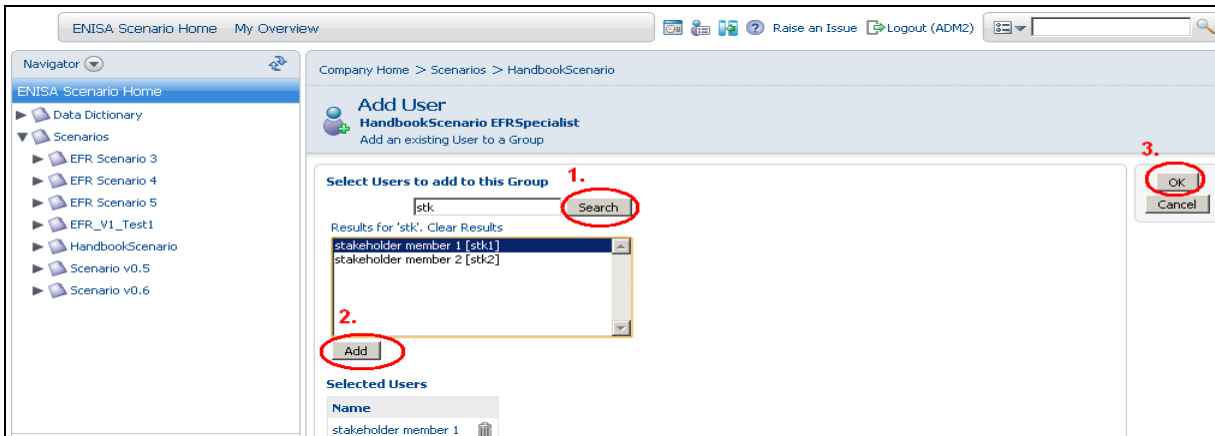 ENISA Scenario Home My Overview Raise an Issue Logout (ADM2)
Navigator
ENISA Scenario Home
Data Dictionary
Scenarios
EFR Scenario 3
EFR Scenario 4
EFR Scenario 5
EFR_V1_Test1
HandbookScenario
Scenario v0.5
Scenario v0.6
Company Home > Scenarios > HandbookScenario
Add User
HandbookScenario EFRSpecialist
Add an existing User to a Group
Select Users to add to this Group 1.
stk Search
Results for 'stk'. Clear Results
stakeholder member 1 [stk1]
stakeholder member 2 [stk2]
2.
Add
Selected Users
Name
stakeholder member 1
3.
OK
Cancel